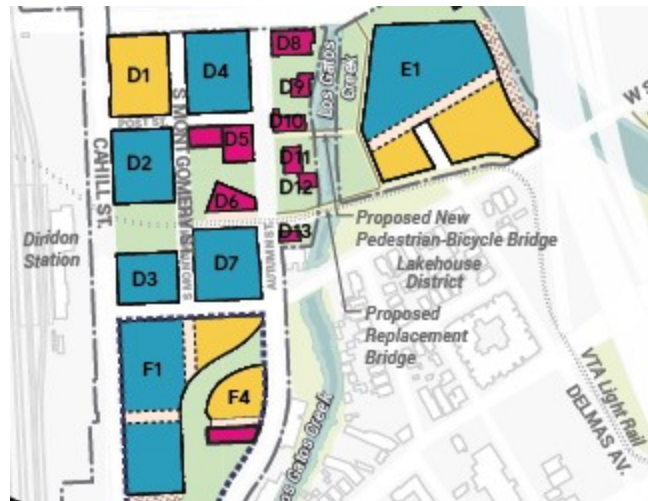 D1
D4
D8
E1
D9
Los Gatos
Creek
W S
D10
POST ST.
D5
S MONTGOMERY ST.
CAHILL ST.
D2
D11
D12
D6
Proposed New
Pedestrian-Bicycle Bridge
Lakehouse
District
Diridon
Station
D13
AUTUMN ST.
D3
D7
Proposed
Replacement
Bridge
F1
F4
VTA Light Rail
DELMAS AV.
Los Gatos Creek